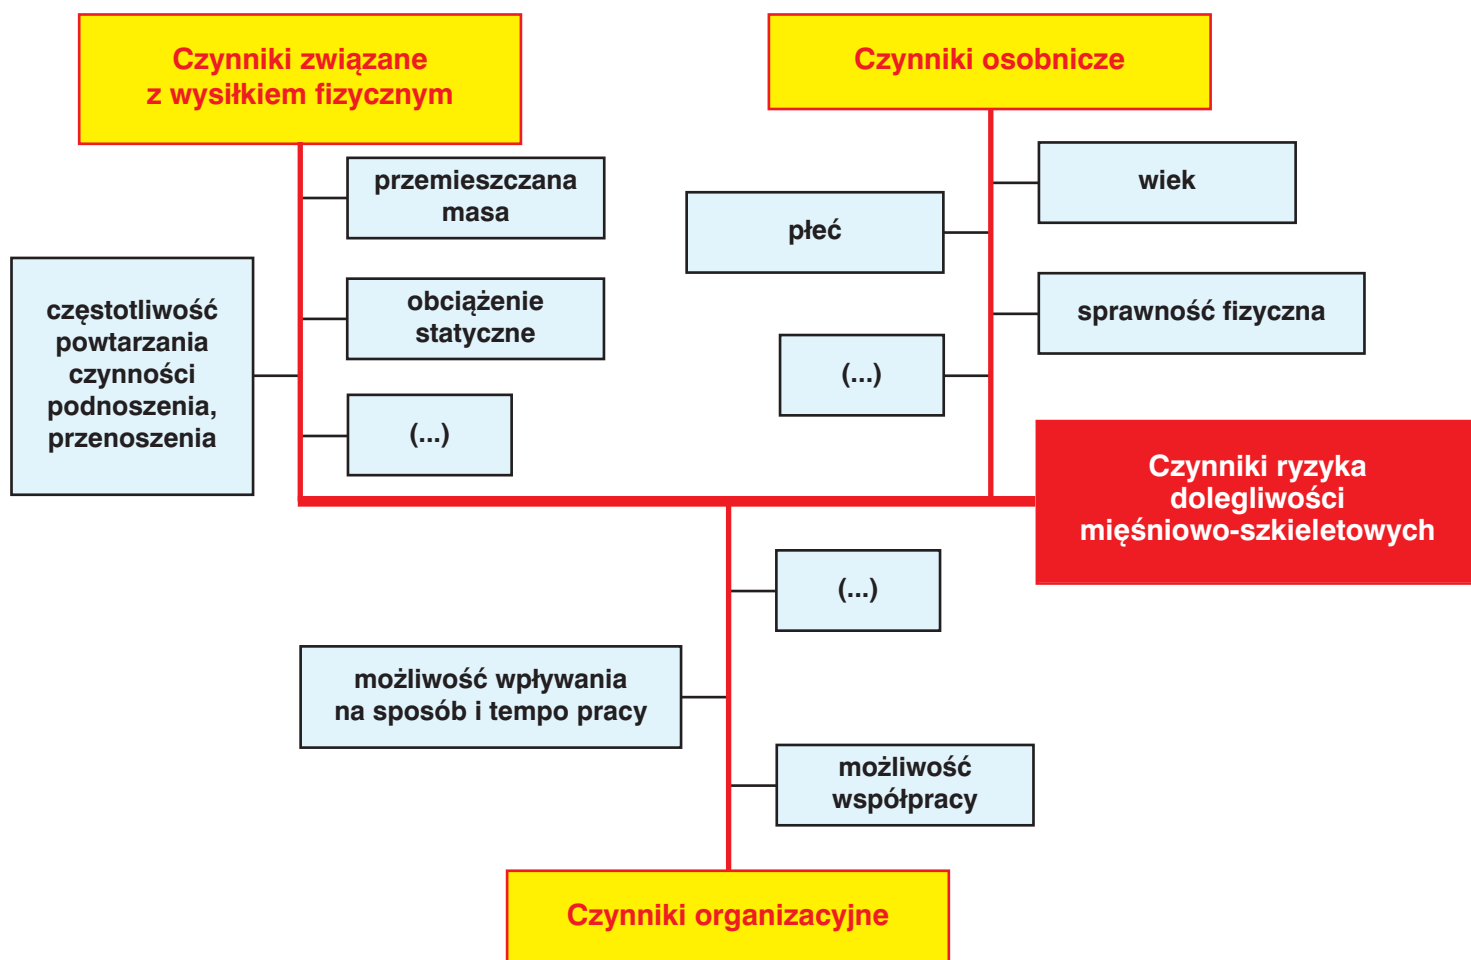 Czynniki związane
z wysiłkiem fizycznym
Czynniki osobnicze
przemieszczana
masa
wiek
płeć
częstotliwość
powtarzania
czynności
podnoszenia,
przenoszenia
obciążenie
statyczne
sprawność fizyczna
(...)
(...)
Czynniki ryzyka
dolegliwości
mięśniowo-szkieletowych
(...)
możliwość wpływania
na sposób i tempo pracy
możliwość
współpracy
Czynniki organizacyjne